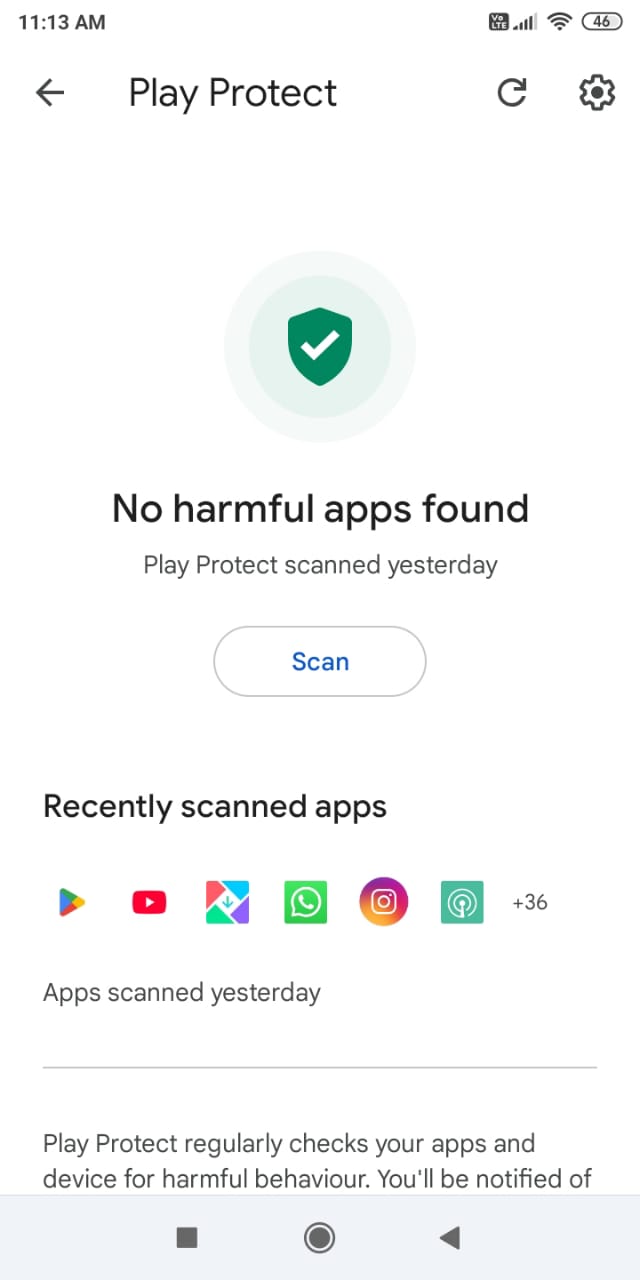 11:13 AM
Vo
LTE
46
Play Protect
No harmful apps found
Play Protect scanned yesterday
Scan
Recently scanned apps
+36
Apps scanned yesterday
Play Protect regularly checks your apps and
device for harmful behaviour. You'll be notified of